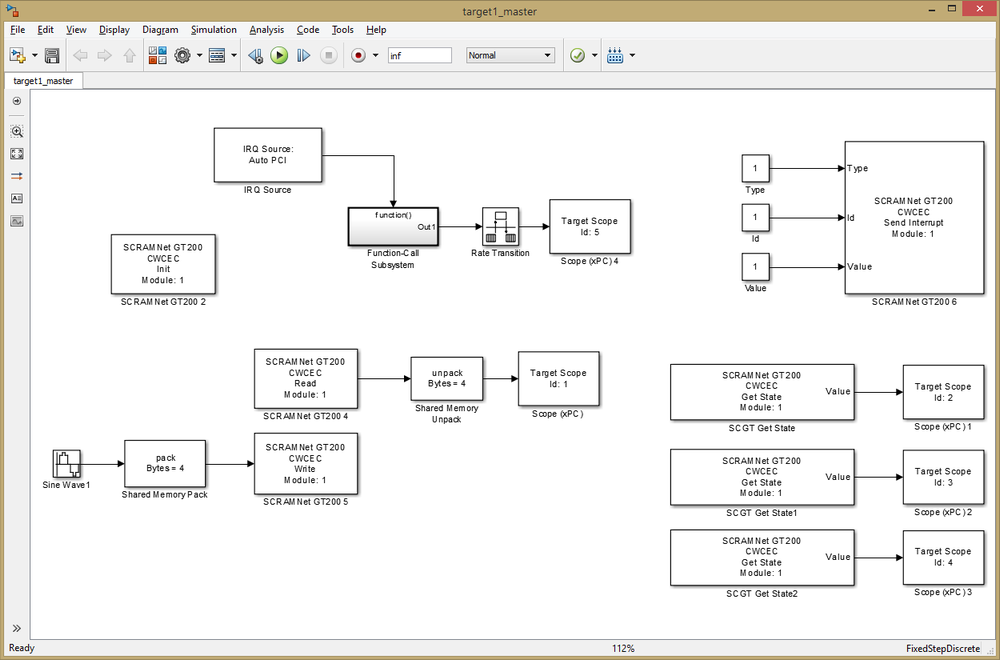 target1_master
File Edit View Display Diagram Simulation Analysis Code Tools Help
inf
Normal
target1_master
IRQ Source:
Auto PCI
IRQ Source
function()
Out1
Function-Call
Subsystem
Rate Transition
Target Scope
Id: 5
Scope (xPC) 4
1
Type
1
Id
1
Value
Type
Id
Value
SCRAMNet GT200
CWCEC
Send Interrupt
Module: 1
SCRAMNet GT200 6
SCRAMNet GT200
CWCEC
Init
Module: 1
SCRAMNet GT200 2
SCRAMNet GT200
CWCEC
Read
Module: 1
SCRAMNet GT200 4
unpack
Bytes = 4
Shared Memory
Unpack
Target Scope
Id: 1
Scope (xPC)
Sine Wave1
pack
Bytes = 4
Shared Memory Pack
SCRAMNet GT200
CWCEC
Write
Module: 1
SCRAMNet GT200 5
SCRAMNet GT200
CWCEC
Get State
Module: 1
Value
SCGT Get State
Target Scope
Id: 2
Scope (xPC) 1
SCRAMNet GT200
CWCEC
Get State
Module: 1
Value
SCGT Get State1
Target Scope
Id: 3
Scope (xPC) 2
SCRAMNet GT200
CWCEC
Get State
Module: 1
Value
SCGT Get State2
Target Scope
Id: 4
Scope (xPC) 3
Ready
112%
FixedStepDiscrete